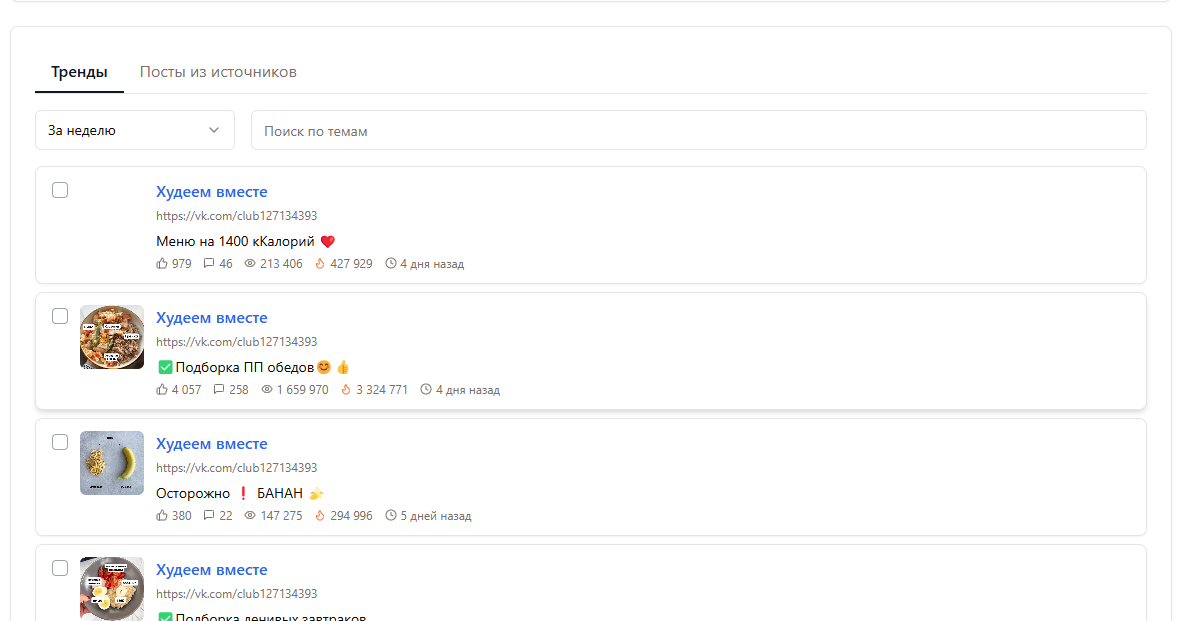 Тренды Посты из источников
За неделю Поиск по темам
Худеем вместе
https://vk.com/club127134393
Меню на 1400 кКалорий ❤️
979 46 213 406 427 929 4 дня назад
Худеем вместе
https://vk.com/club127134393
✅Подборка ПП обедов😊 👍
4 057 258 1 659 970 3 324 771 4 дня назад
Худеем вместе
https://vk.com/club127134393
Осторожно ❗ БАНАН 🍌
380 22 147 275 294 996 5 дней назад
Худеем вместе
https://vk.com/club127134393
✅Подборка ленивых завтраков